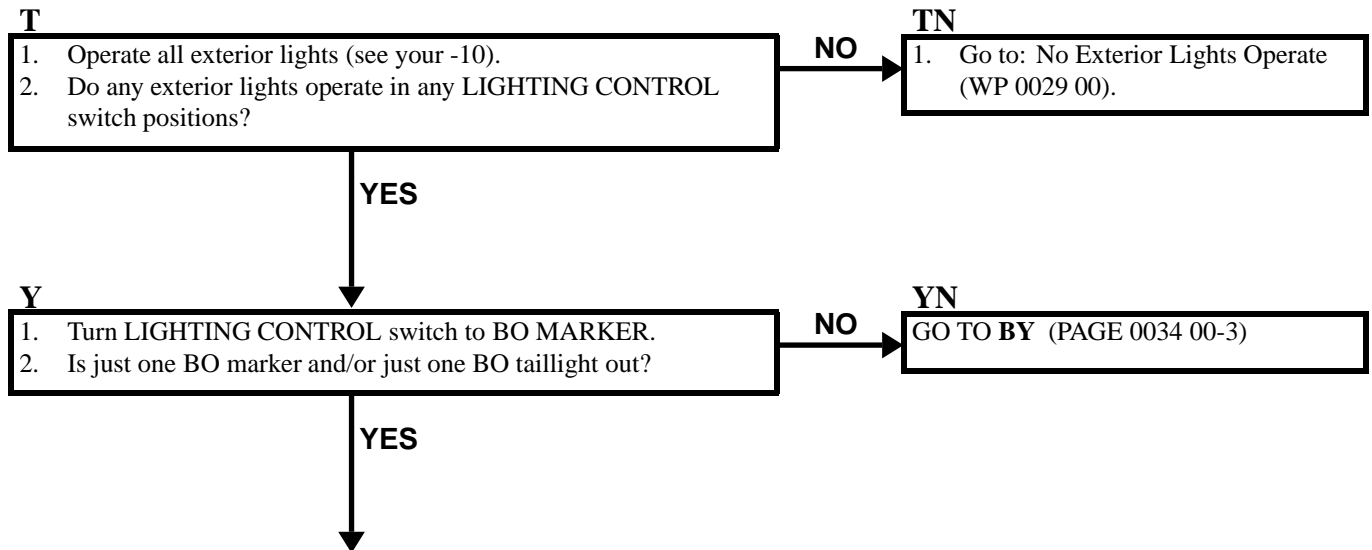 T
1. Operate all exterior lights (see your -10).
2. Do any exterior lights operate in any LIGHTING CONTROL
switch positions?
NO
TN
1. Go to: No Exterior Lights Operate
(WP 0029 00).
YES
Y
1. Turn LIGHTING CONTROL switch to BO MARKER.
2. Is just one BO marker and/or just one BO taillight out?
NO
YN
GO TO BY (PAGE 0034 00-3)
YES